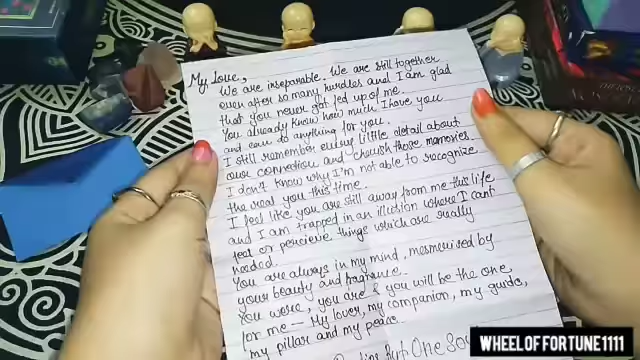 My Love,
We are inseparable. We are still together
even after so many hurdles and I am glad
that you never got fed up of me.
You already know how much I love you
and can do anything for you.
I still remember every little detail about
our connection and cherish those memories.
I don't know why I'm not able to recognize
the real you this time.
I feel like you are still away from me this life
and I am trapped in an illusion where I can't
feel or percieve things which are really
needed.
You are always in my mind, mesmerised by
your beauty and fragrance.
You were, you are & you will be the one
for me — My lover, my companion, my guide,
my pillar and my peace.
but One
WHEEL OF FORTUNE1111